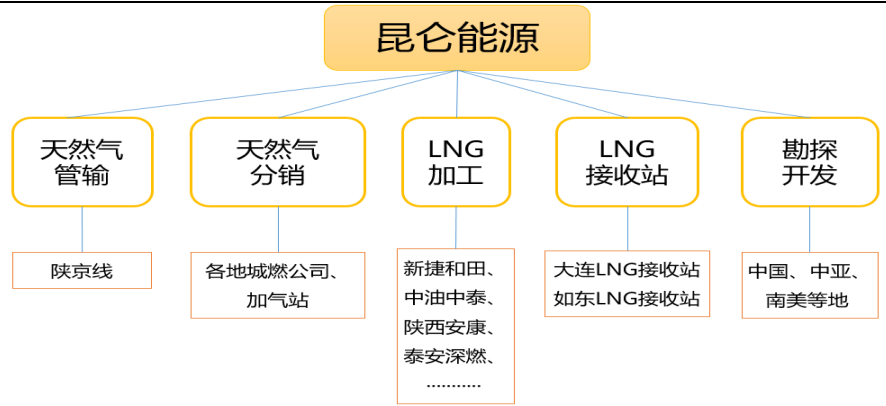 昆仑能源
天然气
管输
天然气
分销
LNG
加工
LNG
接收站
勘探
开发
陕京线
各地城燃公司、
加气站
新捷和田、
中油中泰、
陕西安康、
泰安深燃、
...........
大连LNG接收站
如东LNG接收站
中国、中亚、
南美等地